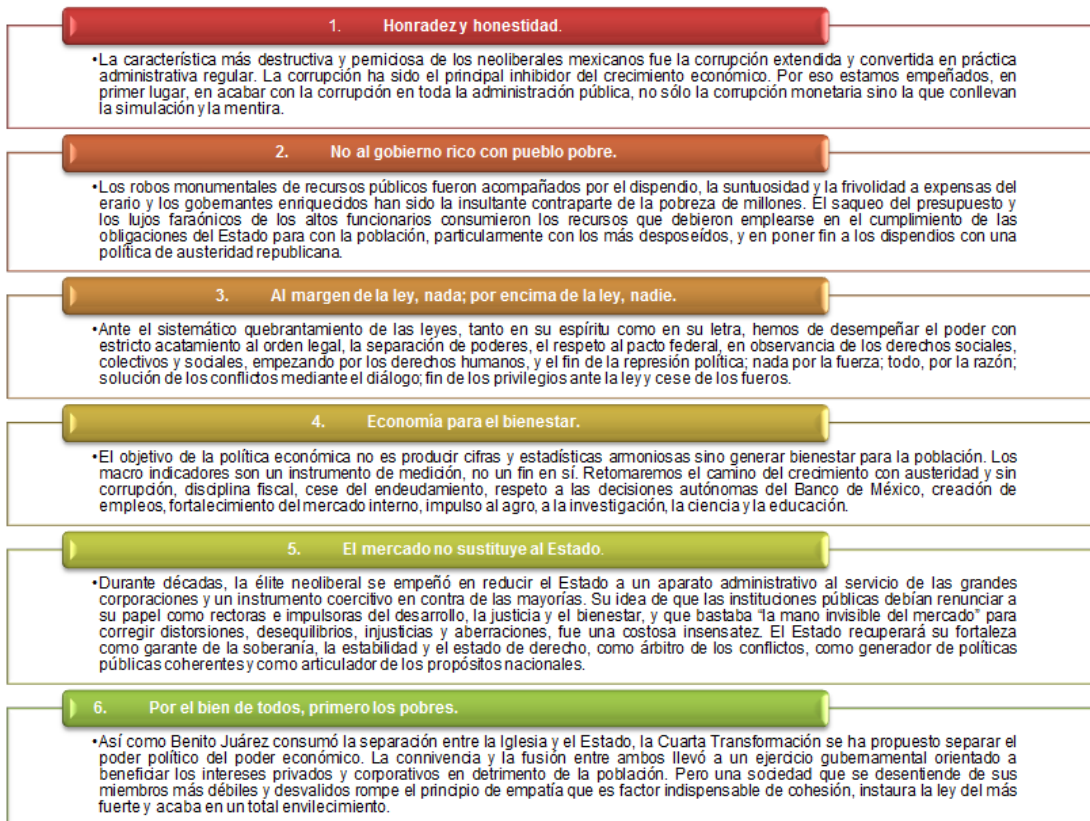 1. Honradez y honestidad.
•La característica más destructiva y perniciosa de los neoliberales mexicanos fue la corrupción extendida y convertida en práctica
administrativa regular. La corrupción ha sido el principal inhibidor del crecimiento económico. Por eso estamos empeñados, en
primer lugar, en acabar con la corrupción en toda la administración pública, no sólo la corrupción monetaria sino la que conllevan
la simulación y la mentira.
2. No al gobierno rico con pueblo pobre.
•Los robos monumentales de recursos públicos fueron acompañados por el dispendio, la suntuosidad y la frivolidad a expensas del
erario y los gobernantes enriquecidos han sido la insultante contraparte de la pobreza de millones. El saqueo del presupuesto y
los lujos faraónicos de los altos funcionarios consumieron los recursos que debieron emplearse en el cumplimiento de las
obligaciones del Estado para con la población, particularmente con los más desposeídos, y en poner fin a los dispendios con una
política de austeridad republicana.
3. Al margen de la ley, nada; por encima de la ley, nadie.
•Ante el sistemático quebrantamiento de las leyes, tanto en su espíritu como en su letra, hemos de desempeñar el poder con
estricto acatamiento al orden legal, la separación de poderes, el respeto al pacto federal, en observancia de los derechos sociales,
colectivos y sociales, empezando por los derechos humanos, y el fin de la represión política; nada por la fuerza; todo, por la razón;
solución de los conflictos mediante el diálogo; fin de los privilegios ante la ley y cese de los fueros.
4. Economía para el bienestar.
•El objetivo de la política económica no es producir cifras y estadísticas armoniosas sino generar bienestar para la población. Los
macro indicadores son un instrumento de medición, no un fin en sí. Retomaremos el camino del crecimiento con austeridad y sin
corrupción, disciplina fiscal, cese del endeudamiento, respeto a las decisiones autónomas del Banco de México, creación de
empleos, fortalecimiento del mercado interno, impulso al agro, a la investigación, la ciencia y la educación.
5. El mercado no sustituye al Estado.
•Durante décadas, la élite neoliberal se empeñó en reducir el Estado a un aparato administrativo al servicio de las grandes
corporaciones y un instrumento coercitivo en contra de las mayorías. Su idea de que las instituciones públicas debían renunciar a
su papel como rectoras e impulsoras del desarrollo, la justicia y el bienestar, y que bastaba “la mano invisible del mercado” para
corregir distorsiones, desequilibrios, injusticias y aberraciones, fue una costosa insensatez. El Estado recuperará su fortaleza
como garante de la soberanía, la estabilidad y el estado de derecho, como árbitro de los conflictos, como generador de políticas
públicas coherentes y como articulador de los propósitos nacionales.
6. Por el bien de todos, primero los pobres.
•Así como Benito Juárez consumó la separación entre la Iglesia y el Estado, la Cuarta Transformación se ha propuesto separar el
poder político del poder económico. La connivencia y la fusión entre ambos llevó a un ejercicio gubernamental orientado a
beneficiar los intereses privados y corporativos en detrimento de la población. Pero una sociedad que se desentiende de sus
miembros más débiles y desvalidos rompe el principio de empatía que es factor indispensable de cohesión, instaura la ley del más
fuerte y acaba en un total envilecimiento.